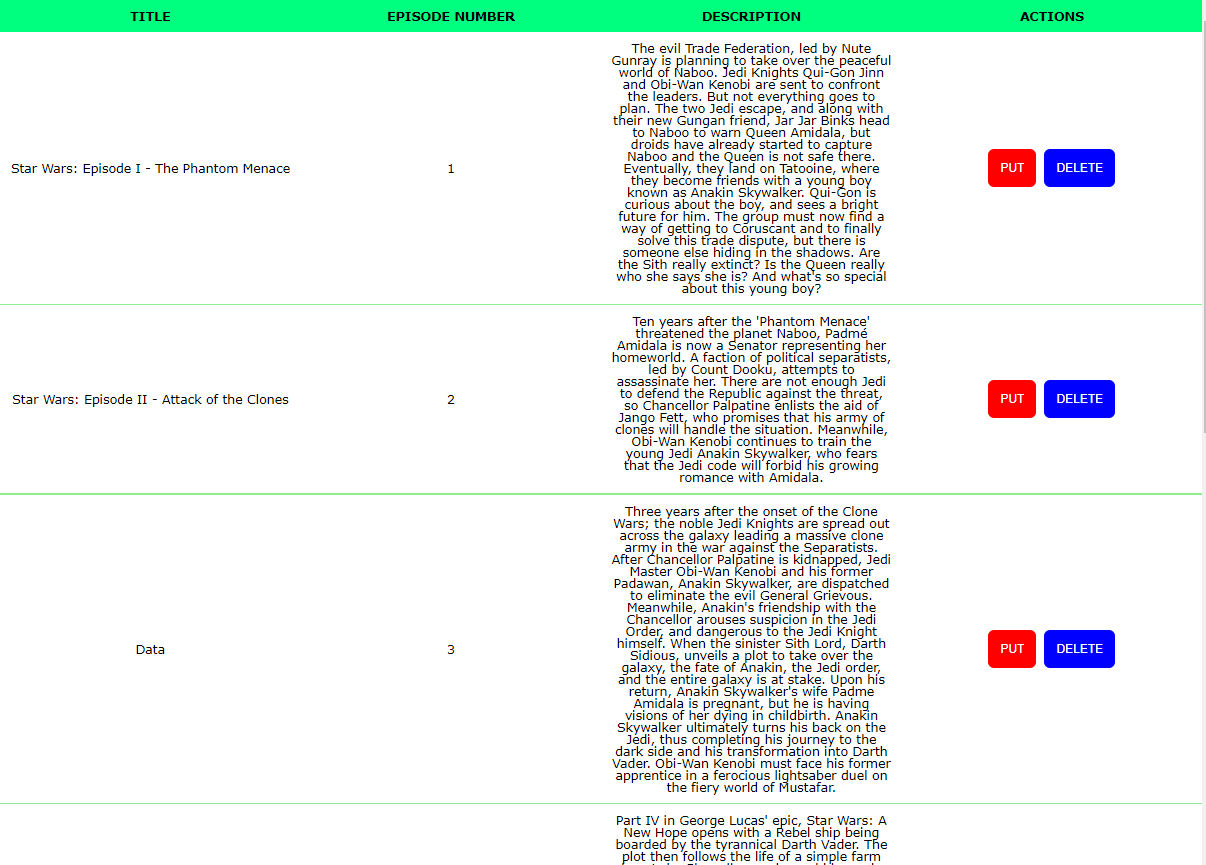 TITLE EPISODE NUMBER DESCRIPTION ACTIONS
The evil Trade Federation, led by Nute
Gunray is planning to take over the peaceful
world of Naboo. Jedi Knights Qui-Gon Jinn
and Obi-Wan Kenobi are sent to confront
the leaders. But not everything goes to
plan. The two Jedi escape, and along with
their new Gungan friend, Jar Jar Binks head
to Naboo to warn Queen Amidala, but
droids have already started to capture
Naboo and the Queen is not safe there.
Star Wars: Episode I - The Phantom Menace 1 Eventually, they land on Tatooine, where PUT DELETE
they become friends with a young boy
known as Anakin Skywalker. Qui-Gon is
curious about the boy, and sees a bright
future for him. The group must now find a
way of getting to Coruscant and to finally
solve this trade dispute, but there is
someone else hiding in the shadows. Are
the Sith really extinct? Is the Queen really
who she says she is? And what's so special
about this young boy?
Ten years after the 'Phantom Menace'
threatened the planet Naboo, Padmé
Amidala is now a Senator representing her
homeworld. A faction of political separatists,
led by Count Dooku, attempts to
assassinate her. There are not enough Jedi
to defend the Republic against the threat,
Star Wars: Episode II - Attack of the Clones 2 so Chancellor Palpatine enlists the aid of PUT DELETE
Jango Fett, who promises that his army of
clones will handle the situation. Meanwhile,
Obi-Wan Kenobi continues to train the
young Jedi Anakin Skywalker, who fears
that the Jedi code will forbid his growing
romance with Amidala.
Three years after the onset of the Clone
Wars; the noble Jedi Knights are spread out
across the galaxy leading a massive clone
army in the war against the Separatists.
After Chancellor Palpatine is kidnapped, Jedi
Master Obi-Wan Kenobi and his former
Padawan, Anakin Skywalker, are dispatched
to eliminate the evil General Grievous.
Meanwhile, Anakin's friendship with the
Chancellor arouses suspicion in the Jedi
Order, and dangerous to the Jedi Knight
himself. When the sinister Sith Lord, Darth
Data 3 Sidious, unveils a plot to take over the PUT DELETE
galaxy, the fate of Anakin, the Jedi order,
and the entire galaxy is at stake. Upon his
return, Anakin Skywalker's wife Padme
Amidala is pregnant, but he is having
visions of her dying in childbirth. Anakin
Skywalker ultimately turns his back on the
Jedi, thus completing his journey to the
dark side and his transformation into Darth
Vader. Obi-Wan Kenobi must face his former
apprentice in a ferocious lightsaber duel on
the fiery world of Mustafar.
Part IV in George Lucas' epic, Star Wars: A
New Hope opens with a Rebel ship being
boarded by the tyrannical Darth Vader. The
plot then follows the life of a simple farm